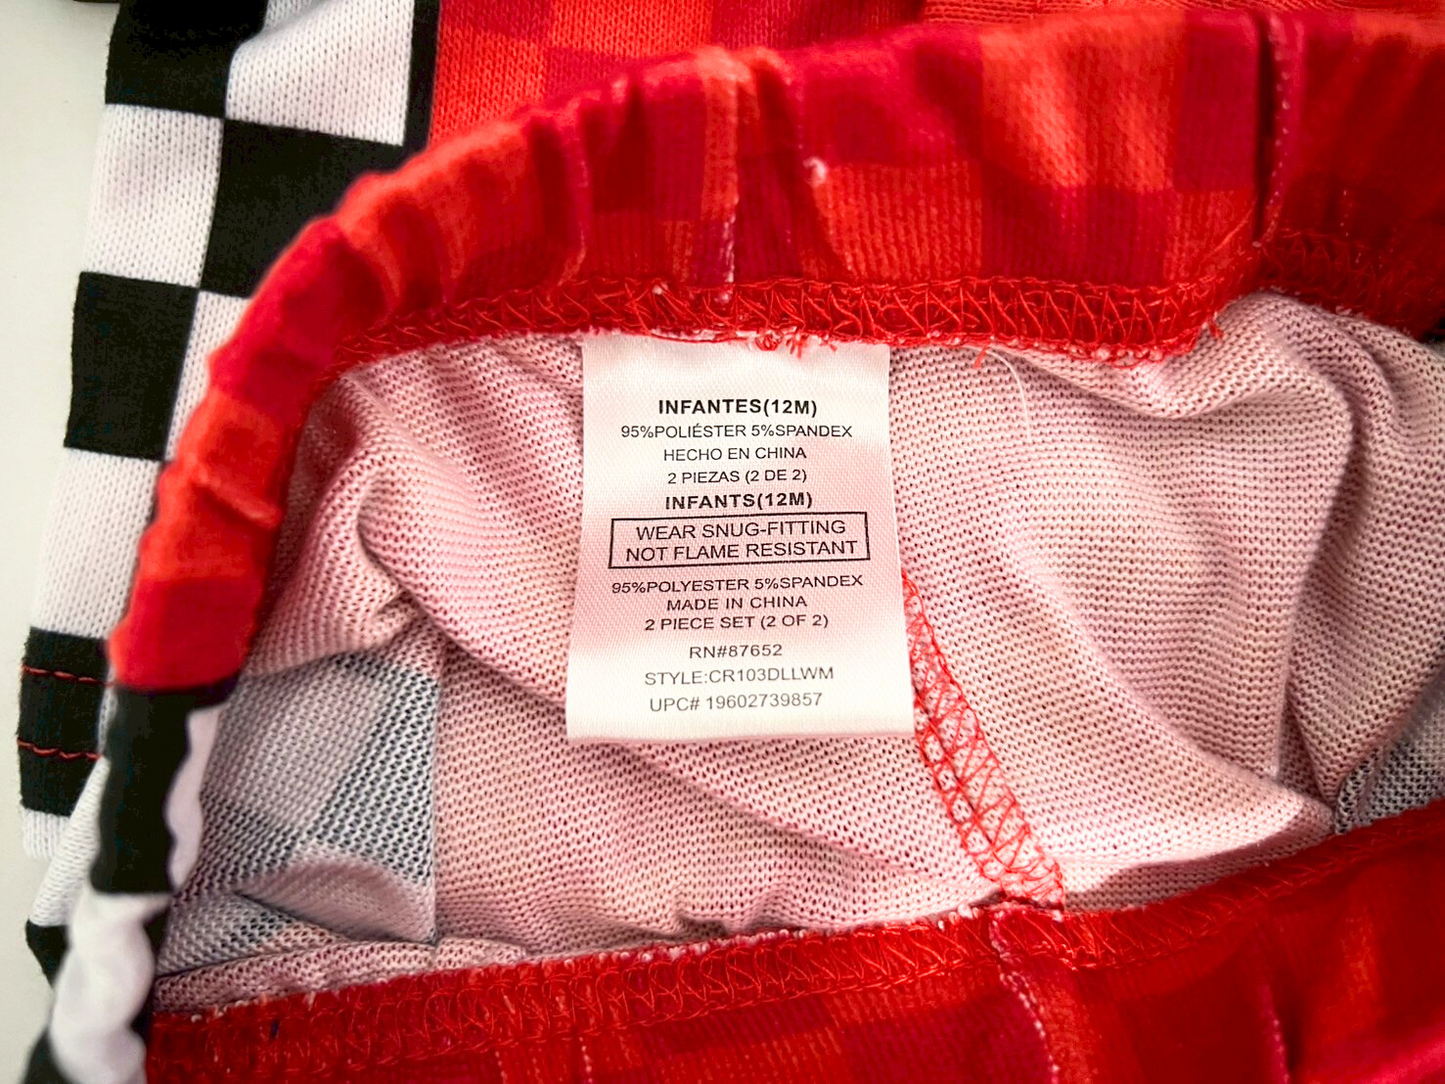 INFANTES(12M)
95%POLIÉSTER 5%SPANDEX
HECHO EN CHINA
2 PIEZAS (2 DE 2)
INFANTS(12M)
WEAR SNUG-FITTING
NOT FLAME RESISTANT
95%POLYESTER 5%SPANDEX
MADE IN CHINA
2 PIECE SET (2 OF 2)
RN#87652
STYLE:CR103DLLWM
UPC# 19602739857